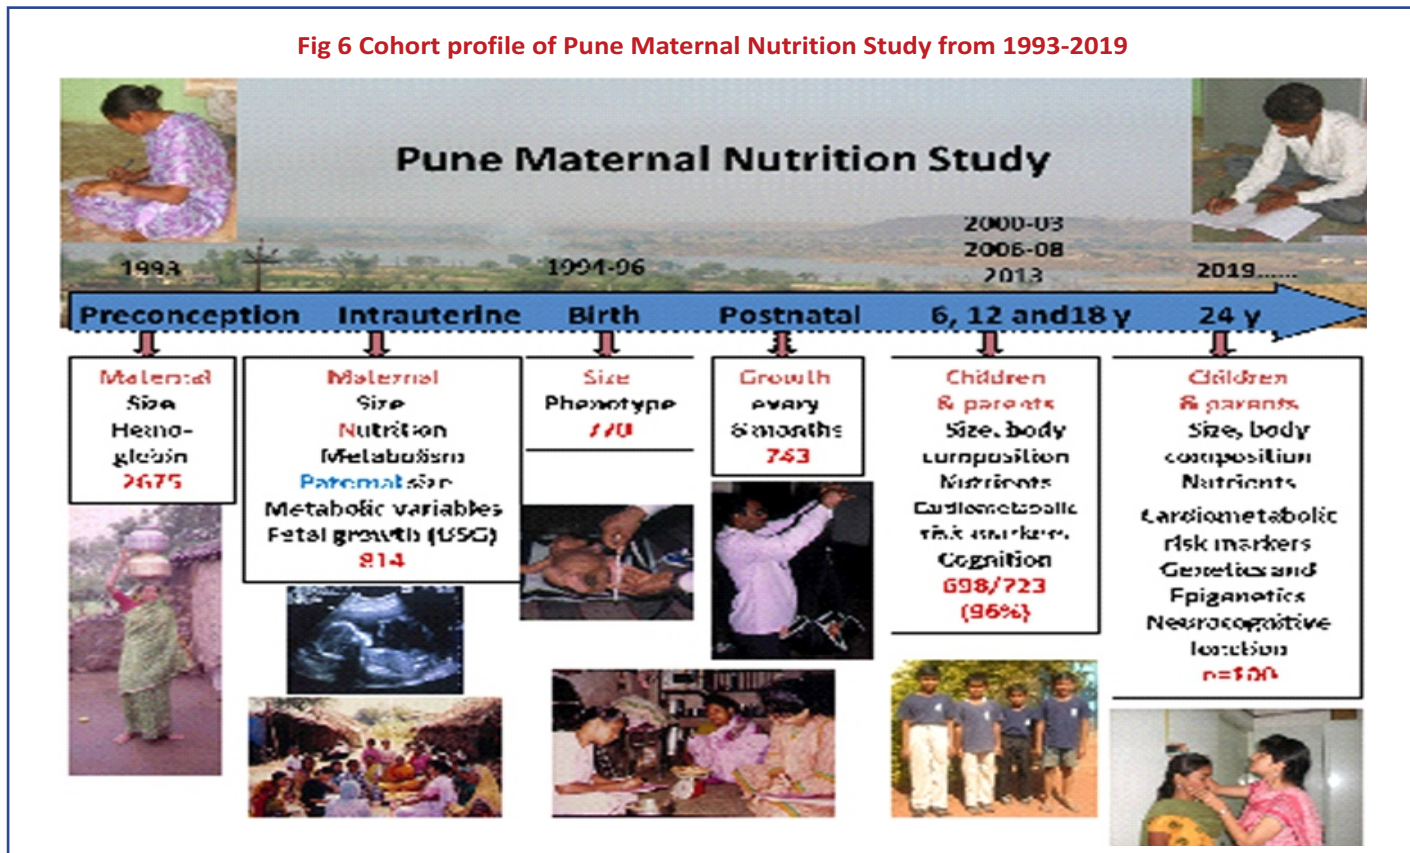 Fig 6 Cohort profile of Pune Maternal Nutrition Study from 1993-2019
Pune Maternal Nutrition Study
1993
1994-96
2000-03
2006-08
2013
2019......
Preconception
Intrauterine
Birth
Postnatal
6, 12 and18 y
24 y
Maternal
Size
Hemo-
globin
2675
Maternal
Size
Nutrition
Metabolism
Paternal size
Metabolic variables
Fetal growth (USG)
814
Size
Phenotype
770
Growth
every
6 months
743
Children
& parents
Size, body
composition
Nutrients
Cardiometabolic
risk markers
Cognition
698/723
(96%)
Children
& parents
Size, body
composition
Nutrients
Cardiometabolic
risk markers
Genetics and
Epigenetics
Neurocognitive
function